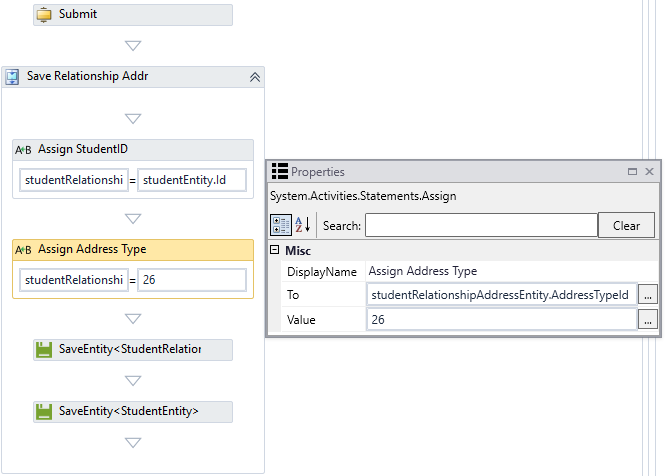 Submit
Save Relationship Addr
A+B Assign StudentID
studentRelationshi = studentEntity.Id
A+B Assign Address Type
studentRelationshi = 26
SaveEntity<StudentRelation
SaveEntity<StudentEntity>
Properties
System.Activities.Statements.Assign
A Z Search: Clear
Misc
DisplayName Assign Address Type
To studentRelationshipAddressEntity.AddressTypeId ...
Value 26 ...